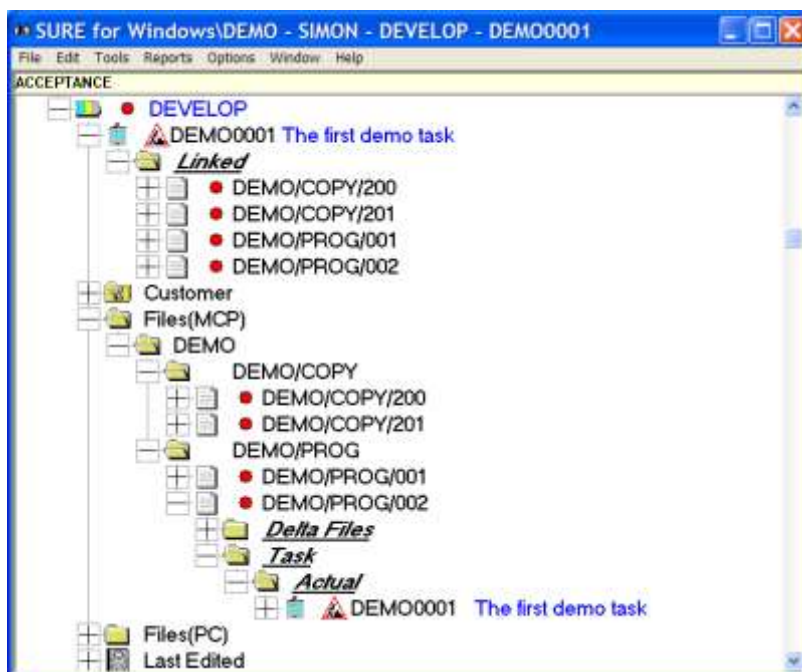 SURE for Windows\DEMO - SIMON - DEVELOP - DEMO0001
File Edit Tools Reports Options Window Help
ACCEPTANCE
DEVELOP
DEMO0001 The first demo task
Linked
DEMO/COPY/200
DEMO/COPY/201
DEMO/PROG/001
DEMO/PROG/002
Customer
Files(MCP)
DEMO
DEMO/COPY
DEMO/COPY/200
DEMO/COPY/201
DEMO/PROG
DEMO/PROG/001
DEMO/PROG/002
Delta Files
Task
Actual
DEMO0001 The first demo task
Files(PC)
Last Edited